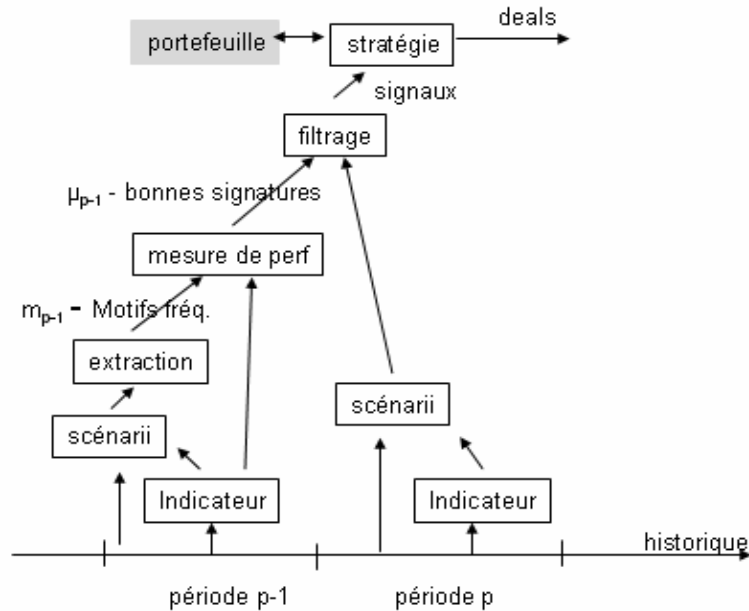 deals
portefeuille
stratégie
signaux
filtrage
μp-1 - bonnes signatures
mesure de perf
mp-1 - Motifs fréq.
extraction
scénarii
scénarii
Indicateur
Indicateur
historique
période p-1
période p